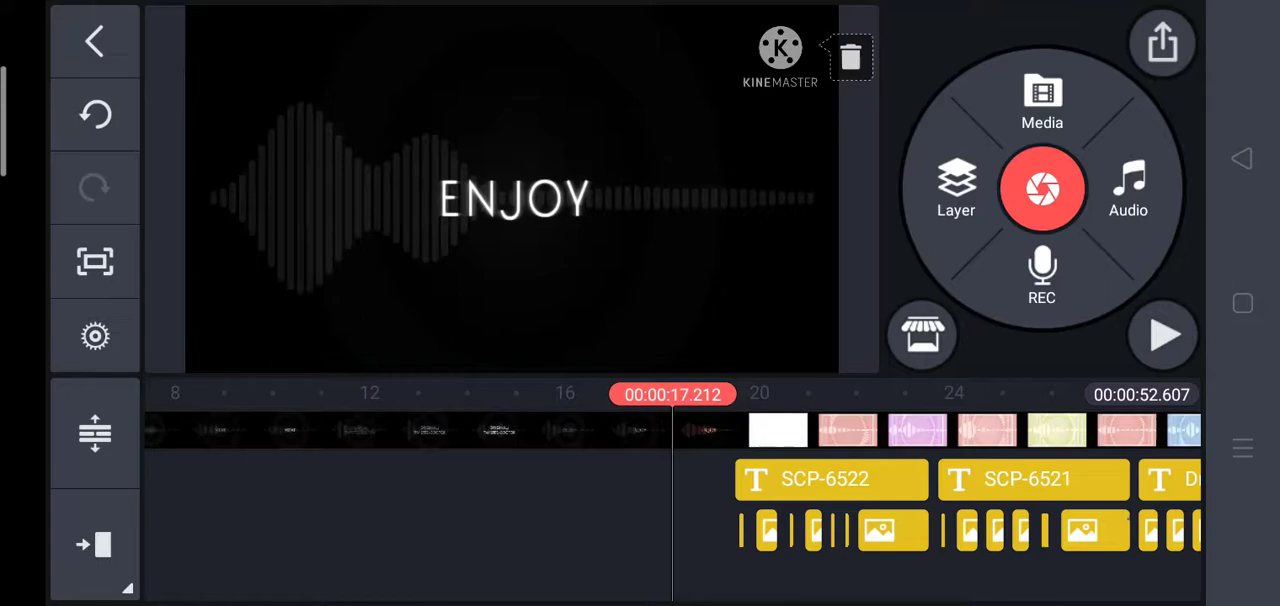 KINEMASTER
ENJOY
Media
Layer
Audio
REC
8
12
16
00:00:17.212
20
24
00:00:52.607
SCP-6522
SCP-6521